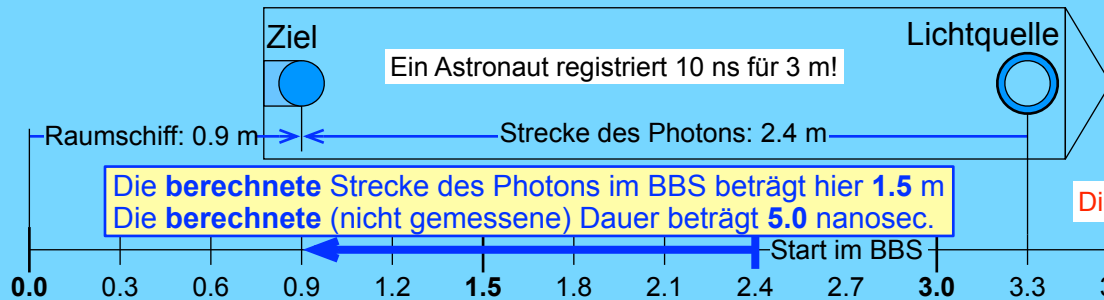 Ziel
Lichtquelle
Ein Astronaut registriert 10 ns für 3 m!
Raumschiff: 0.9 m
Strecke des Photons: 2.4 m
Die berechnete Strecke des Photons im BBS beträgt hier 1.5 m
Die berechnete (nicht gemessene) Dauer beträgt 5.0 nanosec.
Di
Start im BBS
0.0 0.3 0.6 0.9 1.2 1.5 1.8 2.1 2.4 2.7 3.0 3.3 3